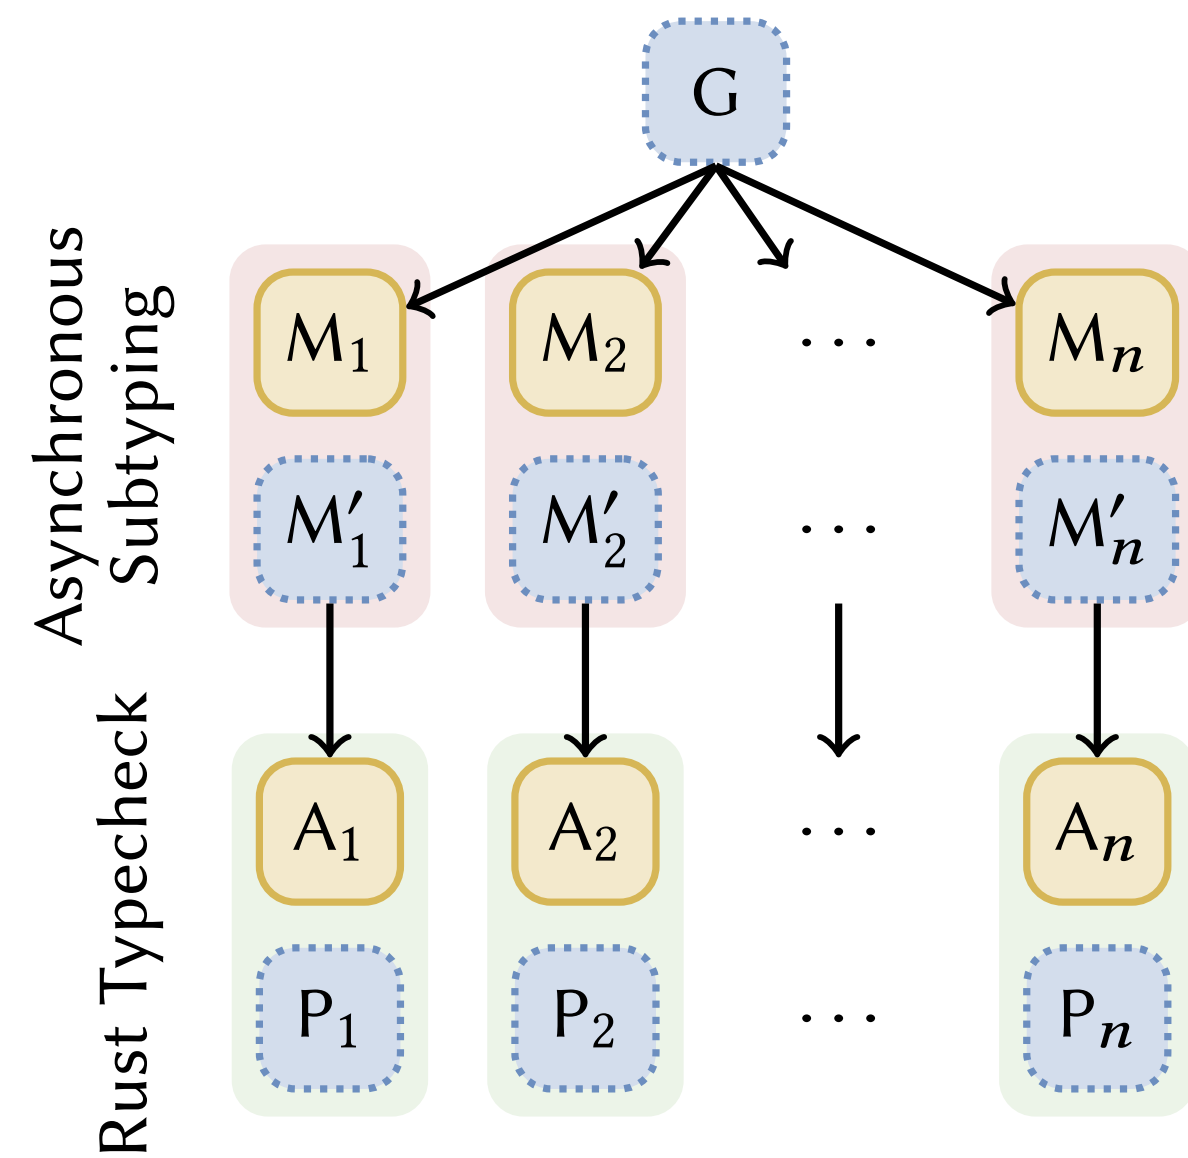 G
Asynchronous
Subtyping
M1 M2 ... Mn
M′1 M′2 ... M′n
Rust Typecheck
A1 A2 ... An
P1 P2 ... Pn